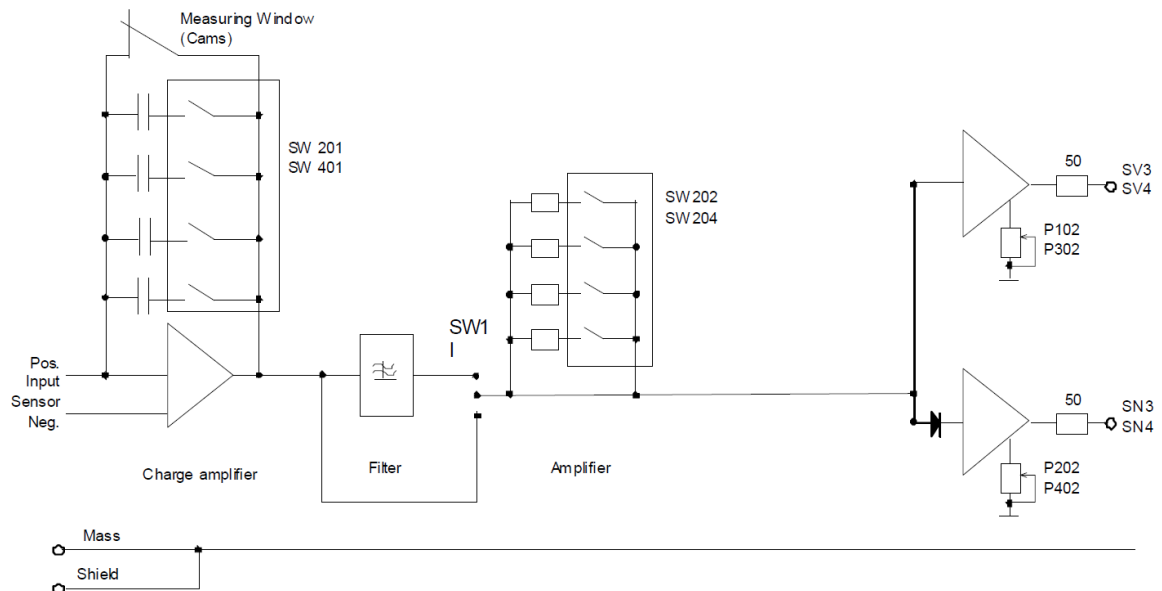 Measuring Window
(Cams)
SW 201
SW 401
SW202
SW204
50
SV3
SV4
P102
P302
SW1
I
Pos.
Input
Sensor
Neg.
50
SN3
SN4
Charge amplifier
Filter
Amplifier
P202
P402
Mass
Shield